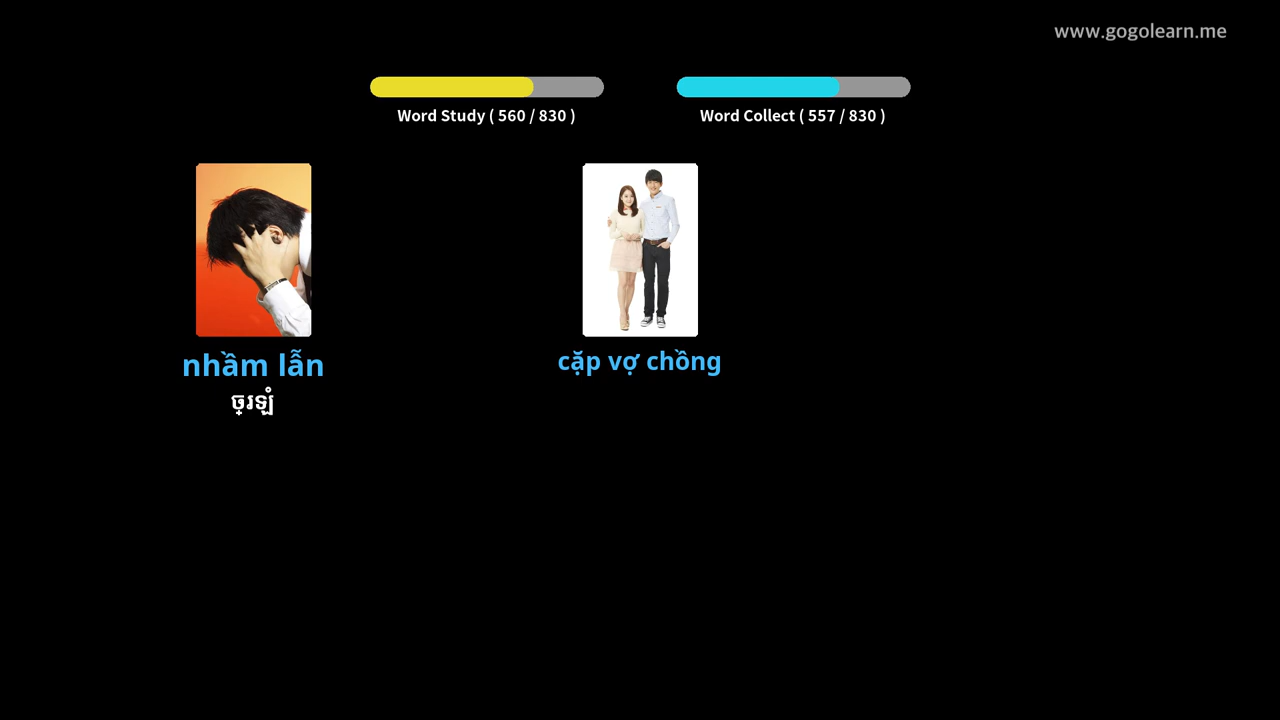 www.gogolearn.me
Word Study ( 560 / 830 )
Word Collect ( 557 / 830 )
nhầm lẫn
ច្រឡំ
cặp vợ chồng